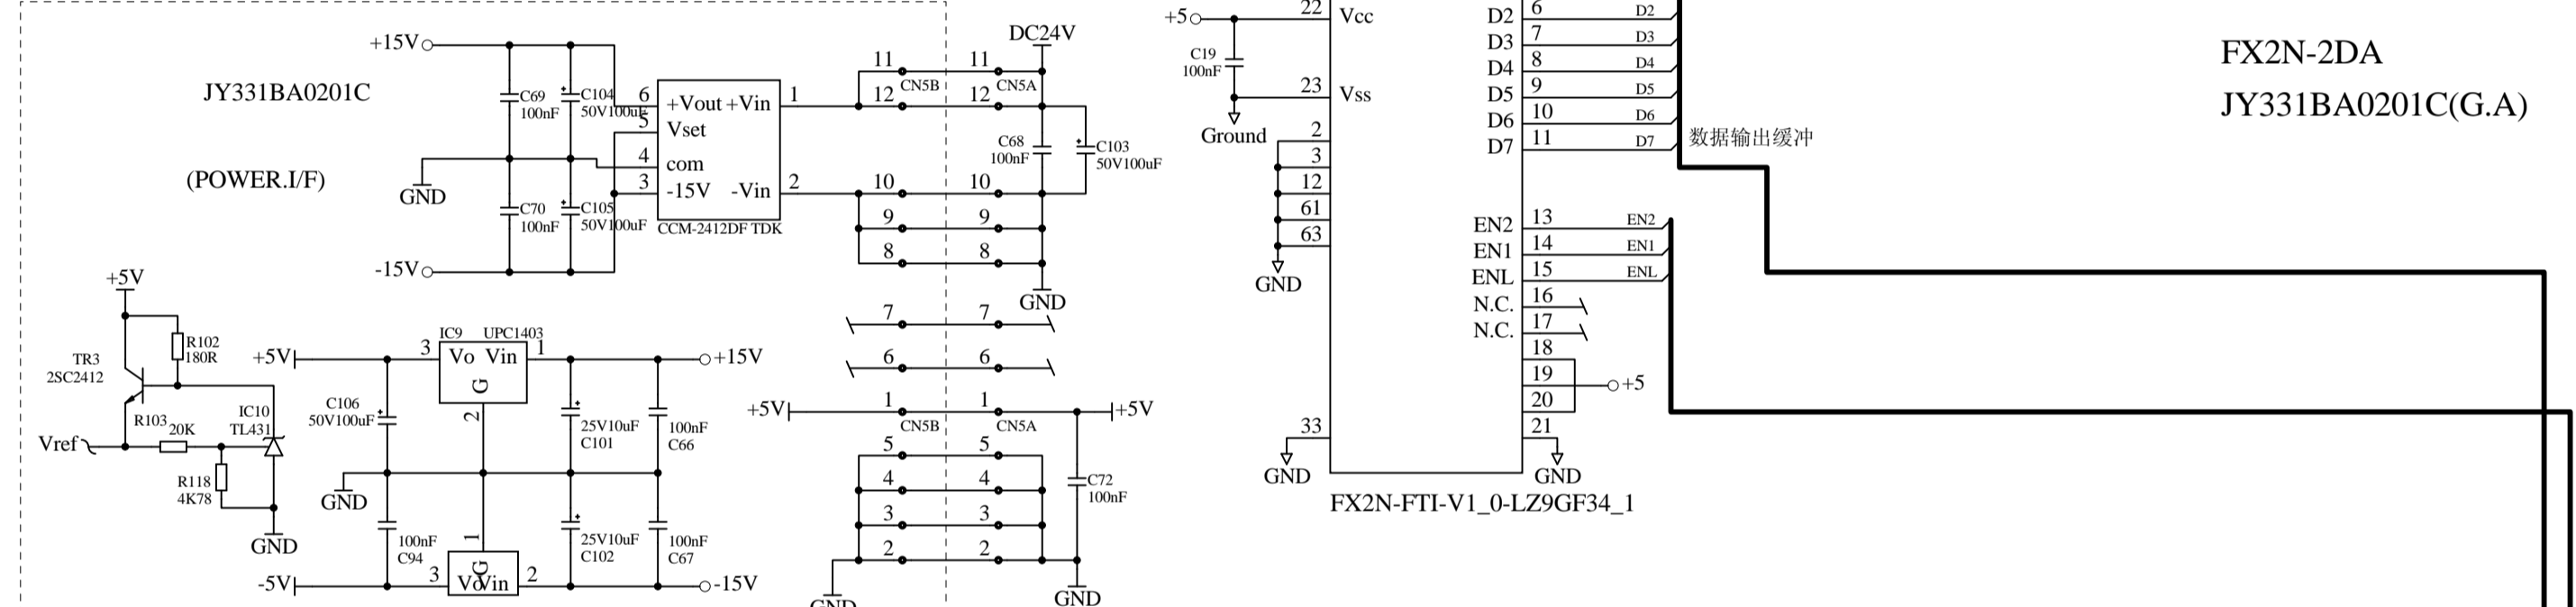 JY331BA0201C
(POWER.I/F)
+15V
C69
100nF
C104
50V100uF
6
5
4
3
+Vout +Vin
Vset
com
-15V -Vin
1
2
CCM-2412DF TDK
GND
C70
100nF
C105
50V100uF
-15V
DC24V
11 11
CN5B CN5A
12 12
10 10
9 9
8 8
C68
100nF
C103
50V100uF
GND
7 7
6 6
+5V 1 1 +5V
CN5B CN5A
5 5
4 4
3 3
2 2
C72
100nF
GND
GND
+5V
R102
180R
TR3
2SC2412
R103 20K
IC10
TL431
Vref
R118
4K78
GND
IC9 UPC1403
+5V 3 Vo Vin 1 +15V
G
2
C106
50V100uF
25V10uF
C101
100nF
C66
GND
100nF
C94
25V10uF
C102
100nF
C67
1
G
-5V 3 Vo Vin 2 -15V
+5 22 Vcc
C19
100nF
23 Vss
Ground
2
3
12
61
63
GND
33
GND
D2 6 D2
D3 7 D3
D4 8 D4
D5 9 D5
D6 10 D6
D7 11 D7
数据输出缓冲
EN2 13 EN2
EN1 14 EN1
ENL 15 ENL
N.C. 16
N.C. 17
18
19 +5
20
21
GND
FX2N-FTI-V1_0-LZ9GF34_1
FX2N-2DA
JY331BA0201C(G.A)